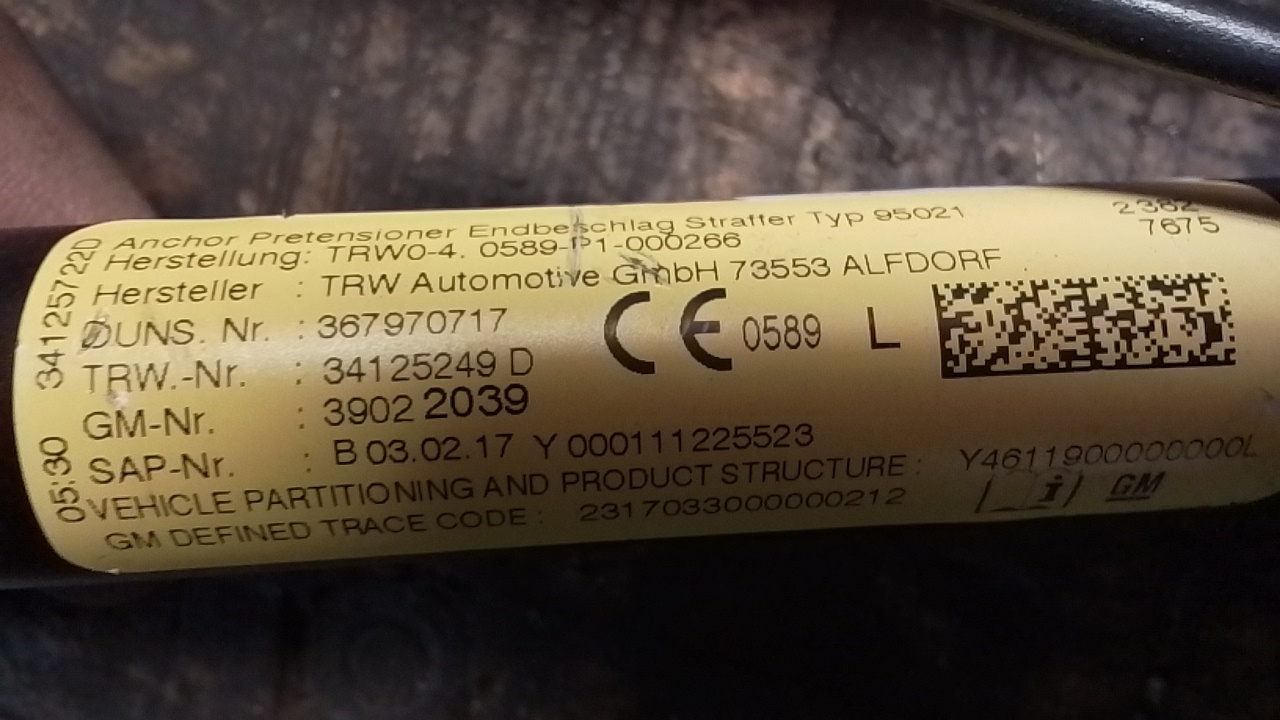 Anchor Pretensioner Endbeschlag Straffer Typ 95021
2382
7675
Herstellung: TRW0-4. 0589-P1-000266
Hersteller : TRW Automotive GmbH 73553 ALFDORF
DUNS. Nr. : 367970717
CE 0589 L
TRW.-Nr. : 34125249 D
GM-Nr. : 3902 2039
SAP-Nr. : B 03.02.17 Y 000111225523
VEHICLE PARTITIONING AND PRODUCT STRUCTURE : Y4611900000000L
GM DEFINED TRACE CODE : 2317033000000212
i GM
05:30 34125722D